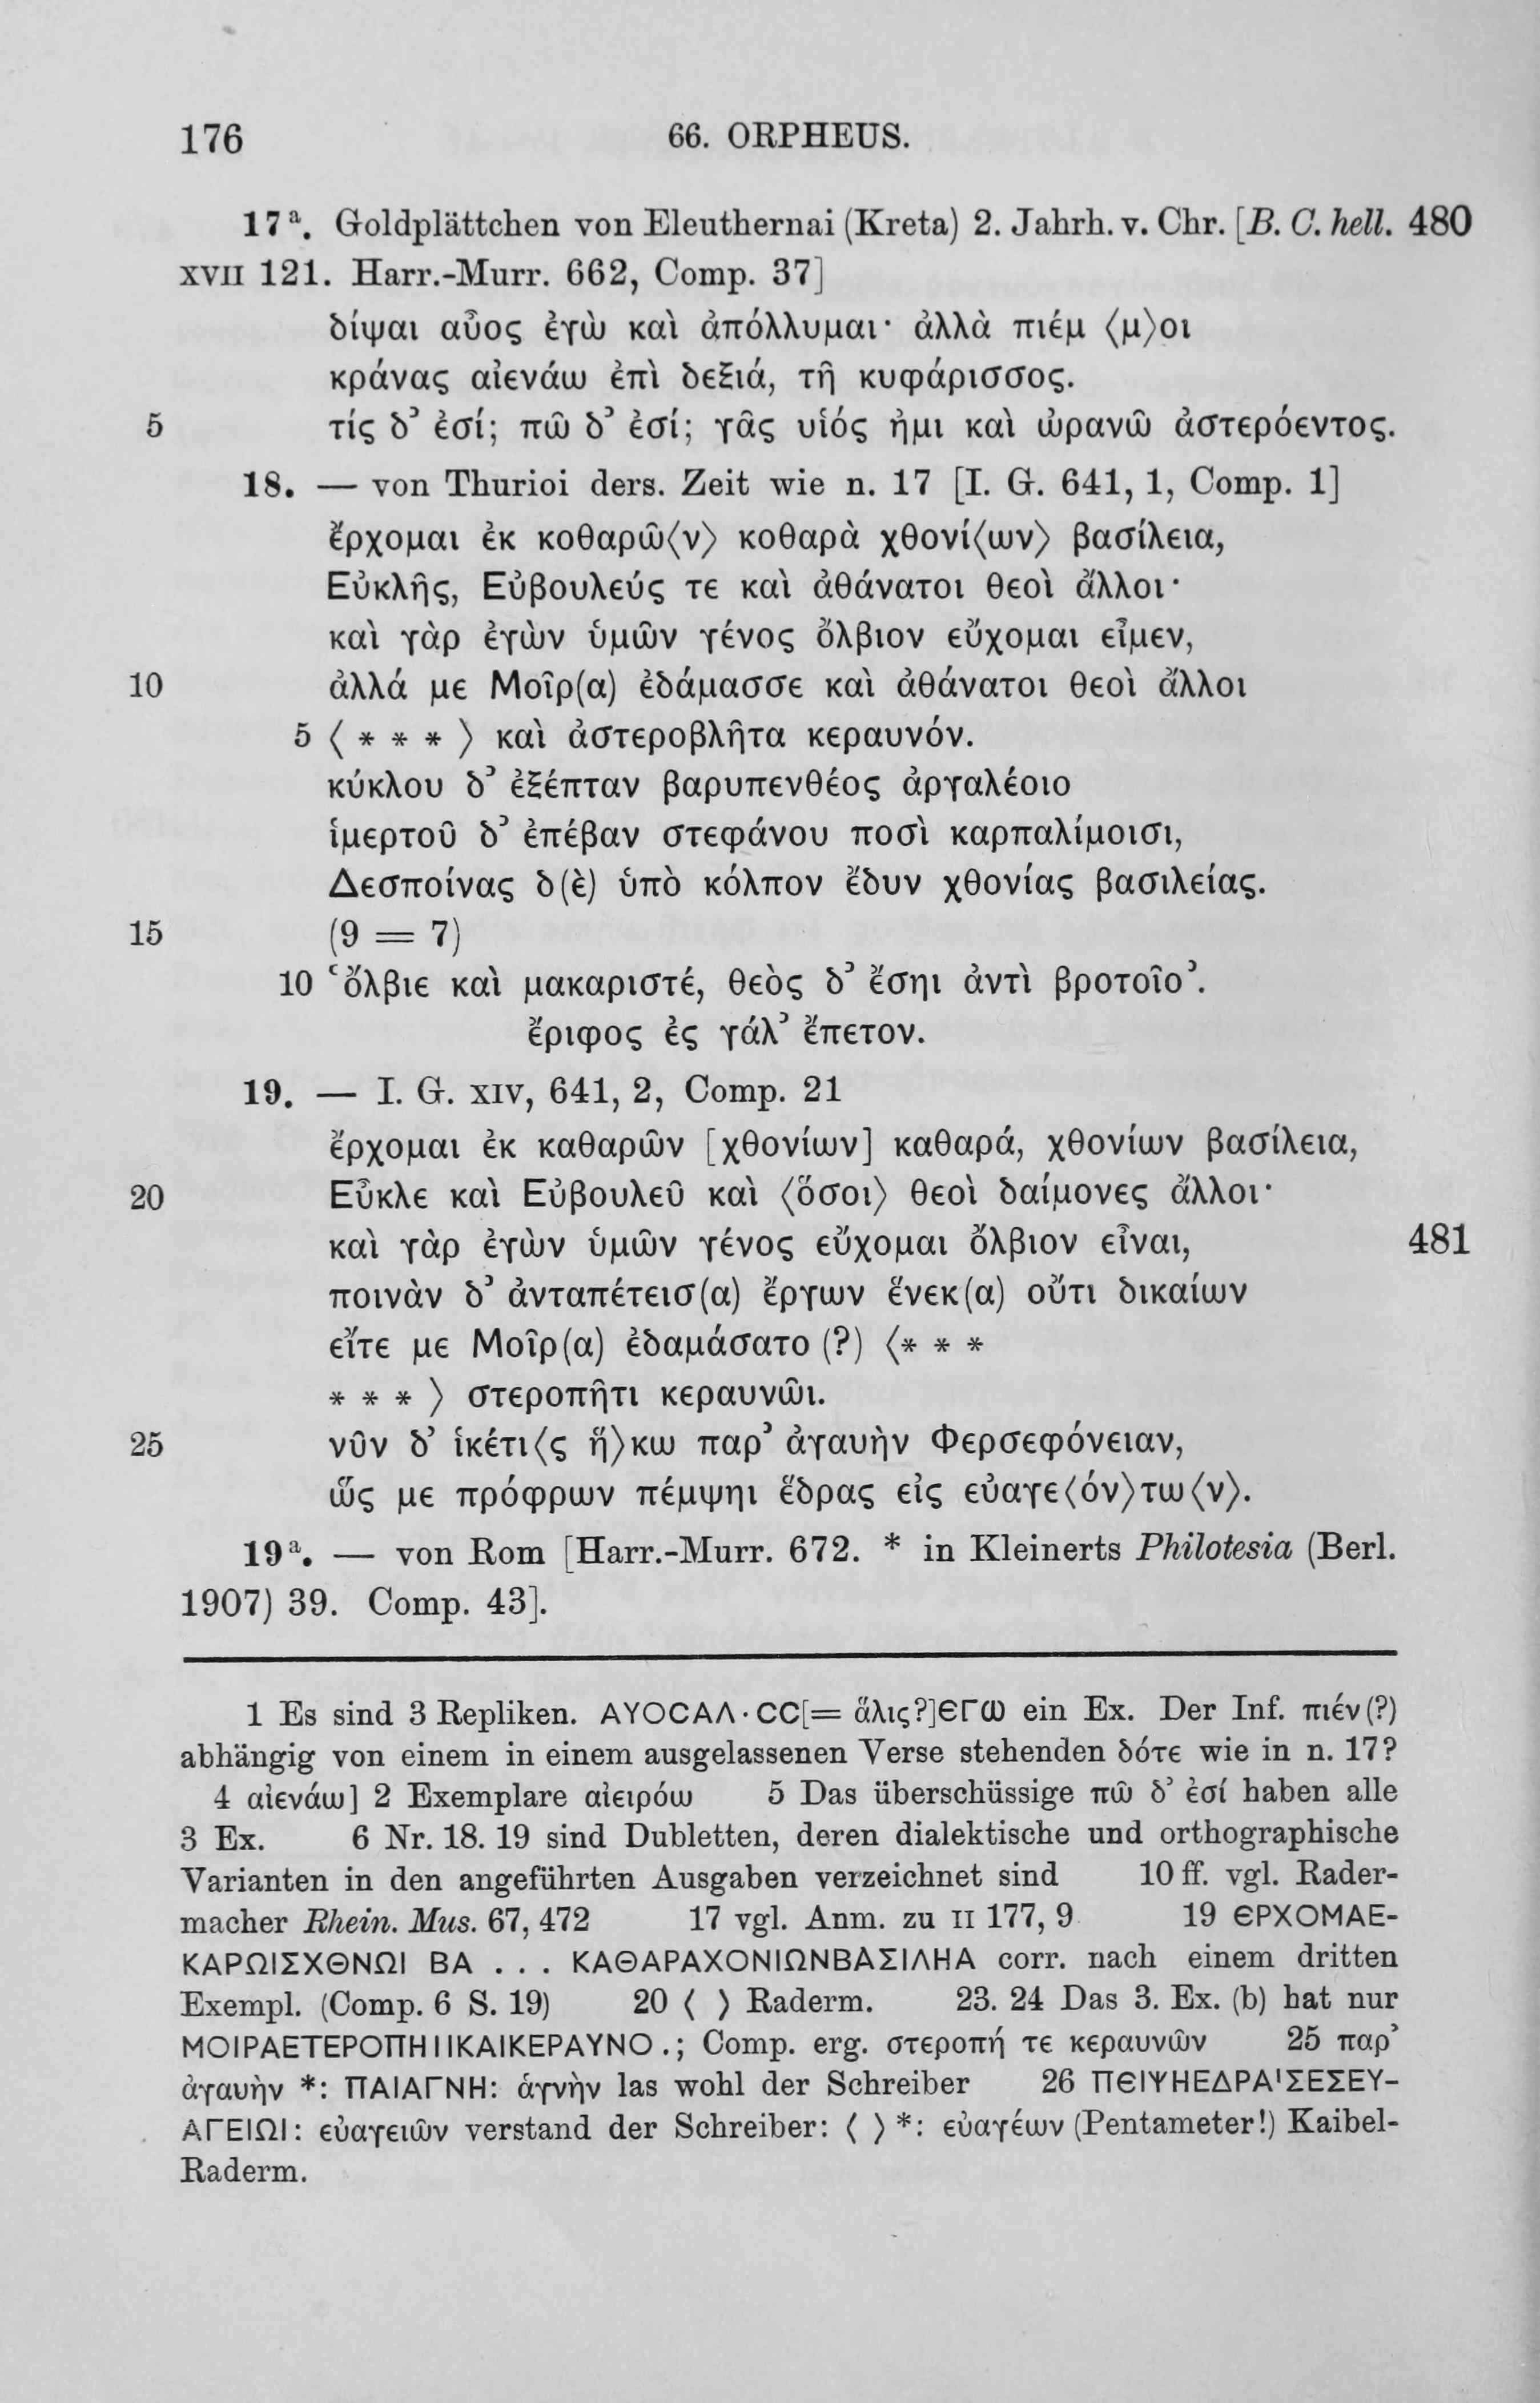 176
66. ORPHEUS.
17ᵃ. Goldplättchen von Eleuthernai (Kreta) 2. Jahrh. v. Chr. [B. C. hell. 480
XVII 121. Harr.-Murr. 662, Comp. 37]
δίψαι αὖος ἐγὼ καὶ ἀπόλλυμαι· ἀλλὰ πιέμ ⟨μ⟩οι
κράνας αἰενάω ἐπὶ δεξιά, τῆ κυφάρισσος.
5 τίς δ᾽ ἐσί; πῶ δ᾽ ἐσί; γᾶς υἱός ἠμι καὶ ὠρανῶ ἀστερόεντος.
18. — von Thurioi ders. Zeit wie n. 17 [I. G. 641, 1, Comp. 1]
ἔρχομαι ἐκ κοθαρῶ⟨ν⟩ κοθαρὰ χθονί⟨ων⟩ βασίλεια,
Εὐκλῆς, Εὐβουλεύς τε καὶ ἀθάνατοι θεοὶ ἄλλοι·
καὶ γὰρ ἐγὼν ὑμῶν γένος ὄλβιον εὔχομαι εἶμεν,
10 ἀλλά με Μοῖρ(α) ἐδάμασσε καὶ ἀθάνατοι θεοὶ ἄλλοι
5 ⟨ * * * ⟩ καὶ ἀστεροβλῆτα κεραυνόν.
κύκλου δ᾽ ἐξέπταν βαρυπενθέος ἀργαλέοιο
ἱμερτοῦ δ᾽ ἐπέβαν στεφάνου ποσὶ καρπαλίμοισι,
Δεσποίνας δ(ὲ) ὑπὸ κόλπον ἔδυν χθονίας βασιλείας.
15 (9 = 7)
10 ‘ὄλβιε καὶ μακαριστέ, θεὸς δ᾽ ἔσηι ἀντὶ βροτοῖο’.
ἔριφος ἐς γάλ᾽ ἔπετον.
19. — I. G. XIV, 641, 2, Comp. 21
ἔρχομαι ἐκ καθαρῶν [χθονίων] καθαρά, χθονίων βασίλεια,
20 Εὖκλε καὶ Εὐβουλεῦ καὶ ⟨ὅσοι⟩ θεοὶ δαίμονες ἄλλοι·
καὶ γὰρ ἐγὼν ὑμῶν γένος εὔχομαι ὄλβιον εἶναι, 481
ποινὰν δ᾽ ἀνταπέτεισ(α) ἔργων ἕνεκ(α) οὔτι δικαίων
εἴτε με Μοῖρ(α) ἐδαμάσατο (?) ⟨* * *
* * * ⟩ στεροπῆτι κεραυνῶι.
25 νῦν δ᾽ ἱκέτι⟨ς ἥ⟩κω παρ᾽ ἀγαυὴν Φερσεφόνειαν,
ὥς με πρόφρων πέμψηι ἕδρας εἰς εὐαγε⟨όν⟩τω⟨ν⟩.
19ᵃ. — von Rom [Harr.-Murr. 672. * in Kleinerts Philotesia (Berl.
1907) 39. Comp. 43].
1 Es sind 3 Repliken. ΑΥΟϹΑΛ·ϹϹ[= ἅλις?]ЄΓΩ ein Ex. Der Inf. πιέν(?)
abhängig von einem in einem ausgelassenen Verse stehenden δότε wie in n. 17?
4 αἰενάω] 2 Exemplare αἰειρόω 5 Das überschüssige πῶ δ᾽ ἐσί haben alle
3 Ex. 6 Nr. 18. 19 sind Dubletten, deren dialektische und orthographische
Varianten in den angeführten Ausgaben verzeichnet sind 10 ff. vgl. Rader-
macher Rhein. Mus. 67, 472 17 vgl. Anm. zu II 177, 9 19 ЄΡΧΟΜΑΕ-
ΚΑΡΩΙΣΧΘΝΩΙ ΒΑ . . . ΚΑΘΑΡΑΧΟΝΙΩΝΒΑΣΙΛΗΑ corr. nach einem dritten
Exempl. (Comp. 6 S. 19) 20 ⟨ ⟩ Raderm. 23. 24 Das 3. Ex. (b) hat nur
ΜΟΙΡΑΕΤΕΡΟΠΗΙΙΚΑΙΚΕΡΑΥΝΟ.; Comp. erg. στεροπή τε κεραυνῶν 25 παρ᾽
ἀγαυὴν *: ΠΑΙΑΓΝΗ: ἁγνὴν las wohl der Schreiber 26 ΠЄΙΨΗΕΔΡΑ'ΣΕΣΕΥ-
ΑΓΕΙΩΙ: εὐαγειῶν verstand der Schreiber: ⟨ ⟩ *: εὐαγέων (Pentameter!) Kaibel-
Raderm.